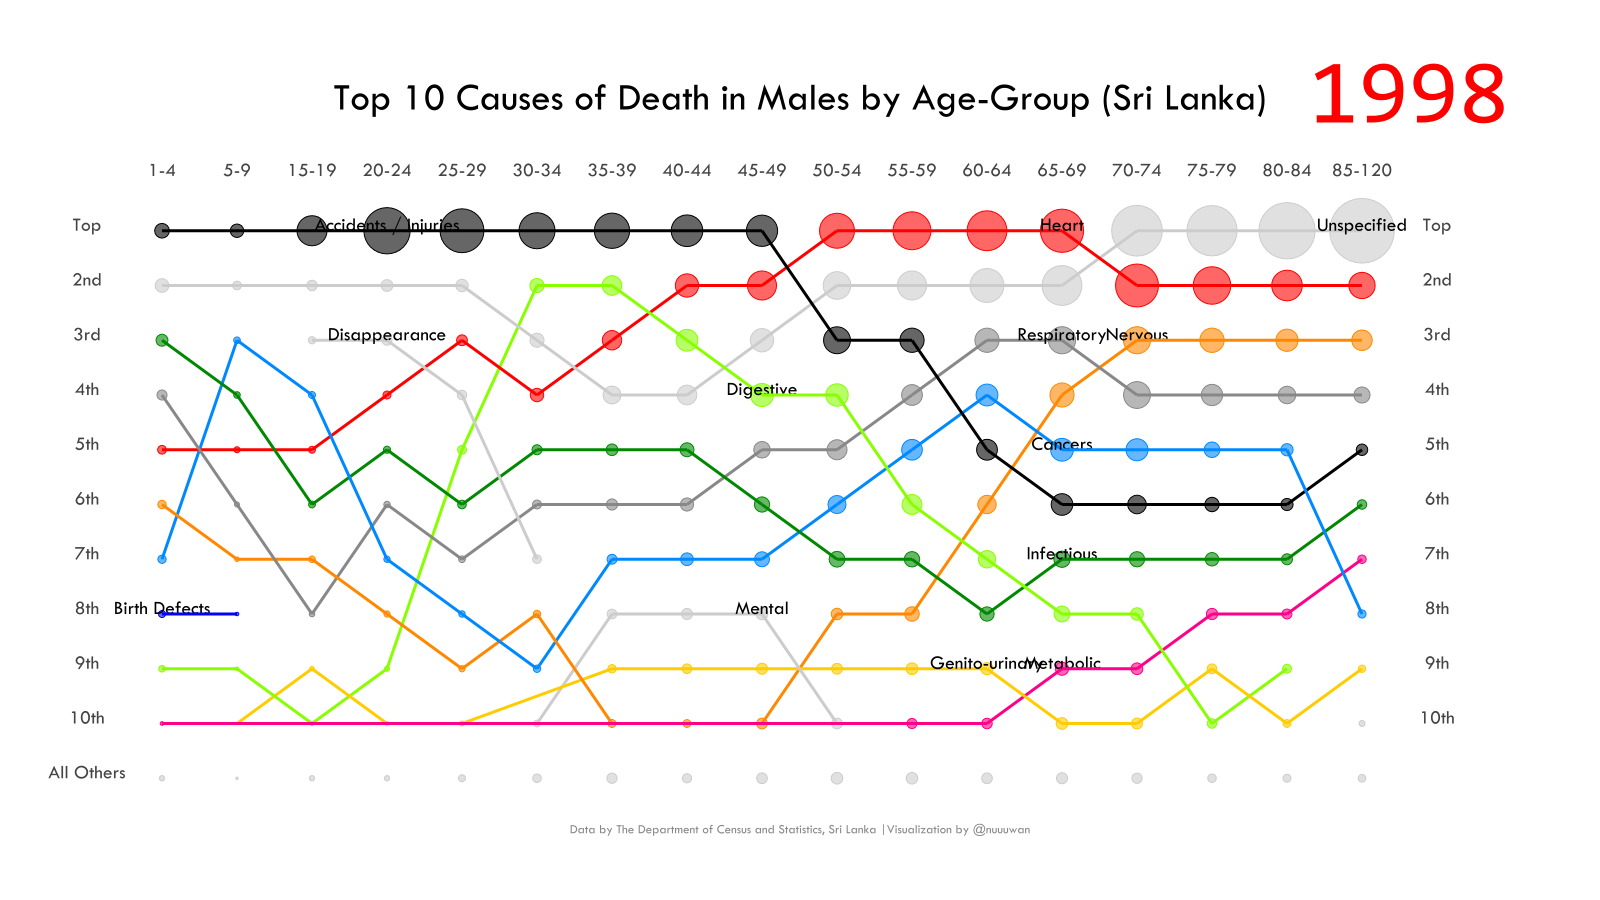 Top 10 Causes of Death in Males by Age-Group (Sri Lanka)
1998
1-4 5-9 15-19 20-24 25-29 30-34 35-39 40-44 45-49 50-54 55-59 60-64 65-69 70-74 75-79 80-84 85-120
Top Accidents / Injuries Heart Unspecified Top
2nd 2nd
3rd Disappearance Respiratory Nervous 3rd
4th Digestive 4th
5th Cancers 5th
6th 6th
7th Infectious 7th
8th Birth Defects Mental 8th
9th Genito-urinary Metabolic 9th
10th 10th
All Others
Data by The Department of Census and Statistics, Sri Lanka | Visualization by @nuuuwan